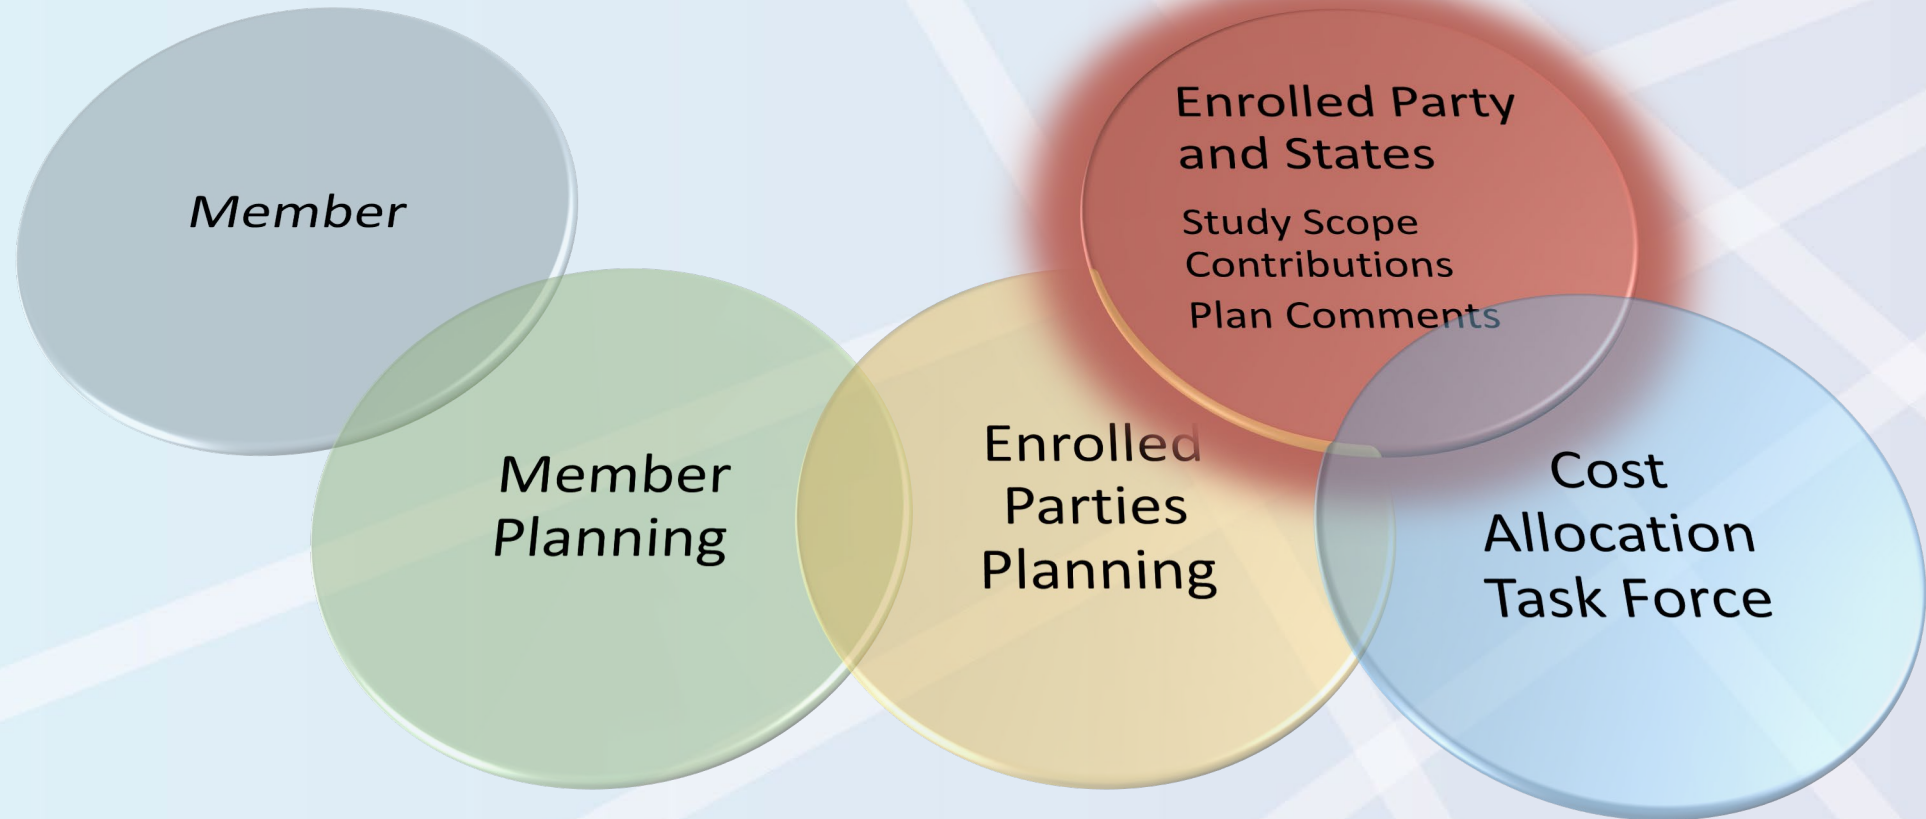 Member
Member
Planning
Enrolled
Parties
Planning
Enrolled Party
and States
Study Scope
Contributions
Plan Comments
Cost
Allocation
Task Force